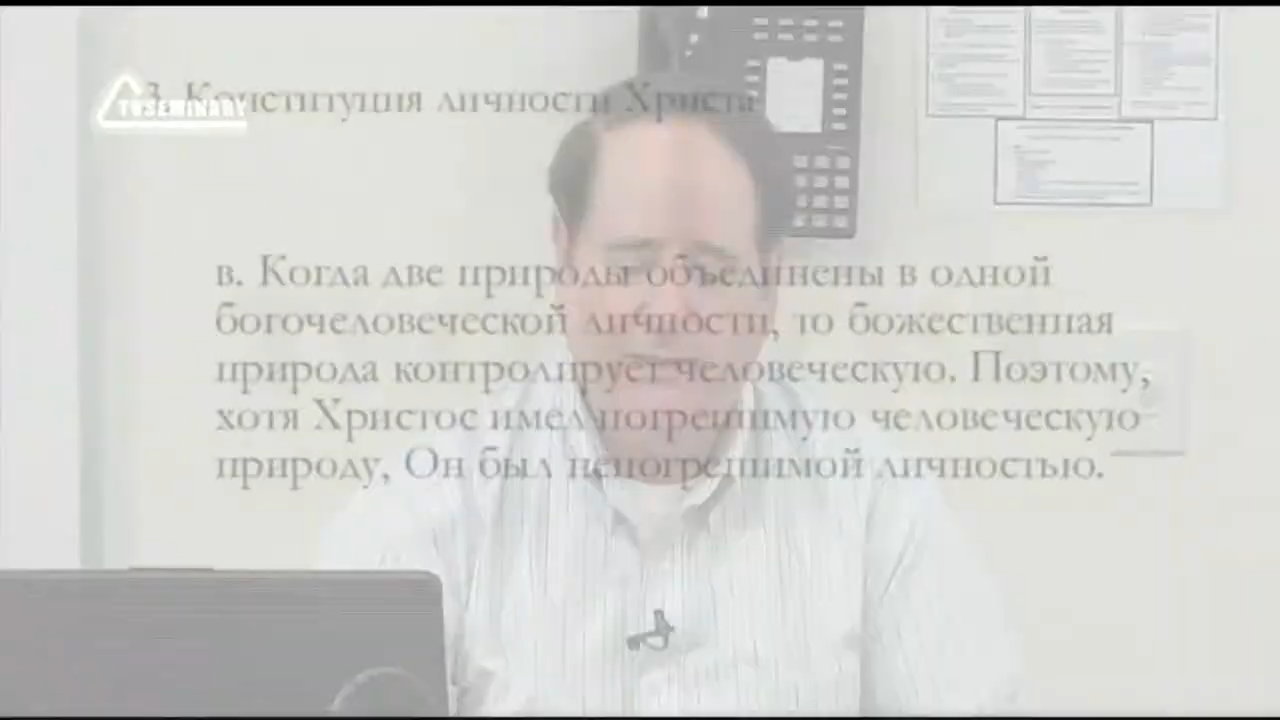 3. Конституция личности Христа
TBSEMINARY
в. Когда две природы объединены в одной
богочеловеческой личности, то божественная
природа контролирует человеческую. Поэтому,
хотя Христос имел погрешимую человеческую
природу, Он был непогрешимой личностью.